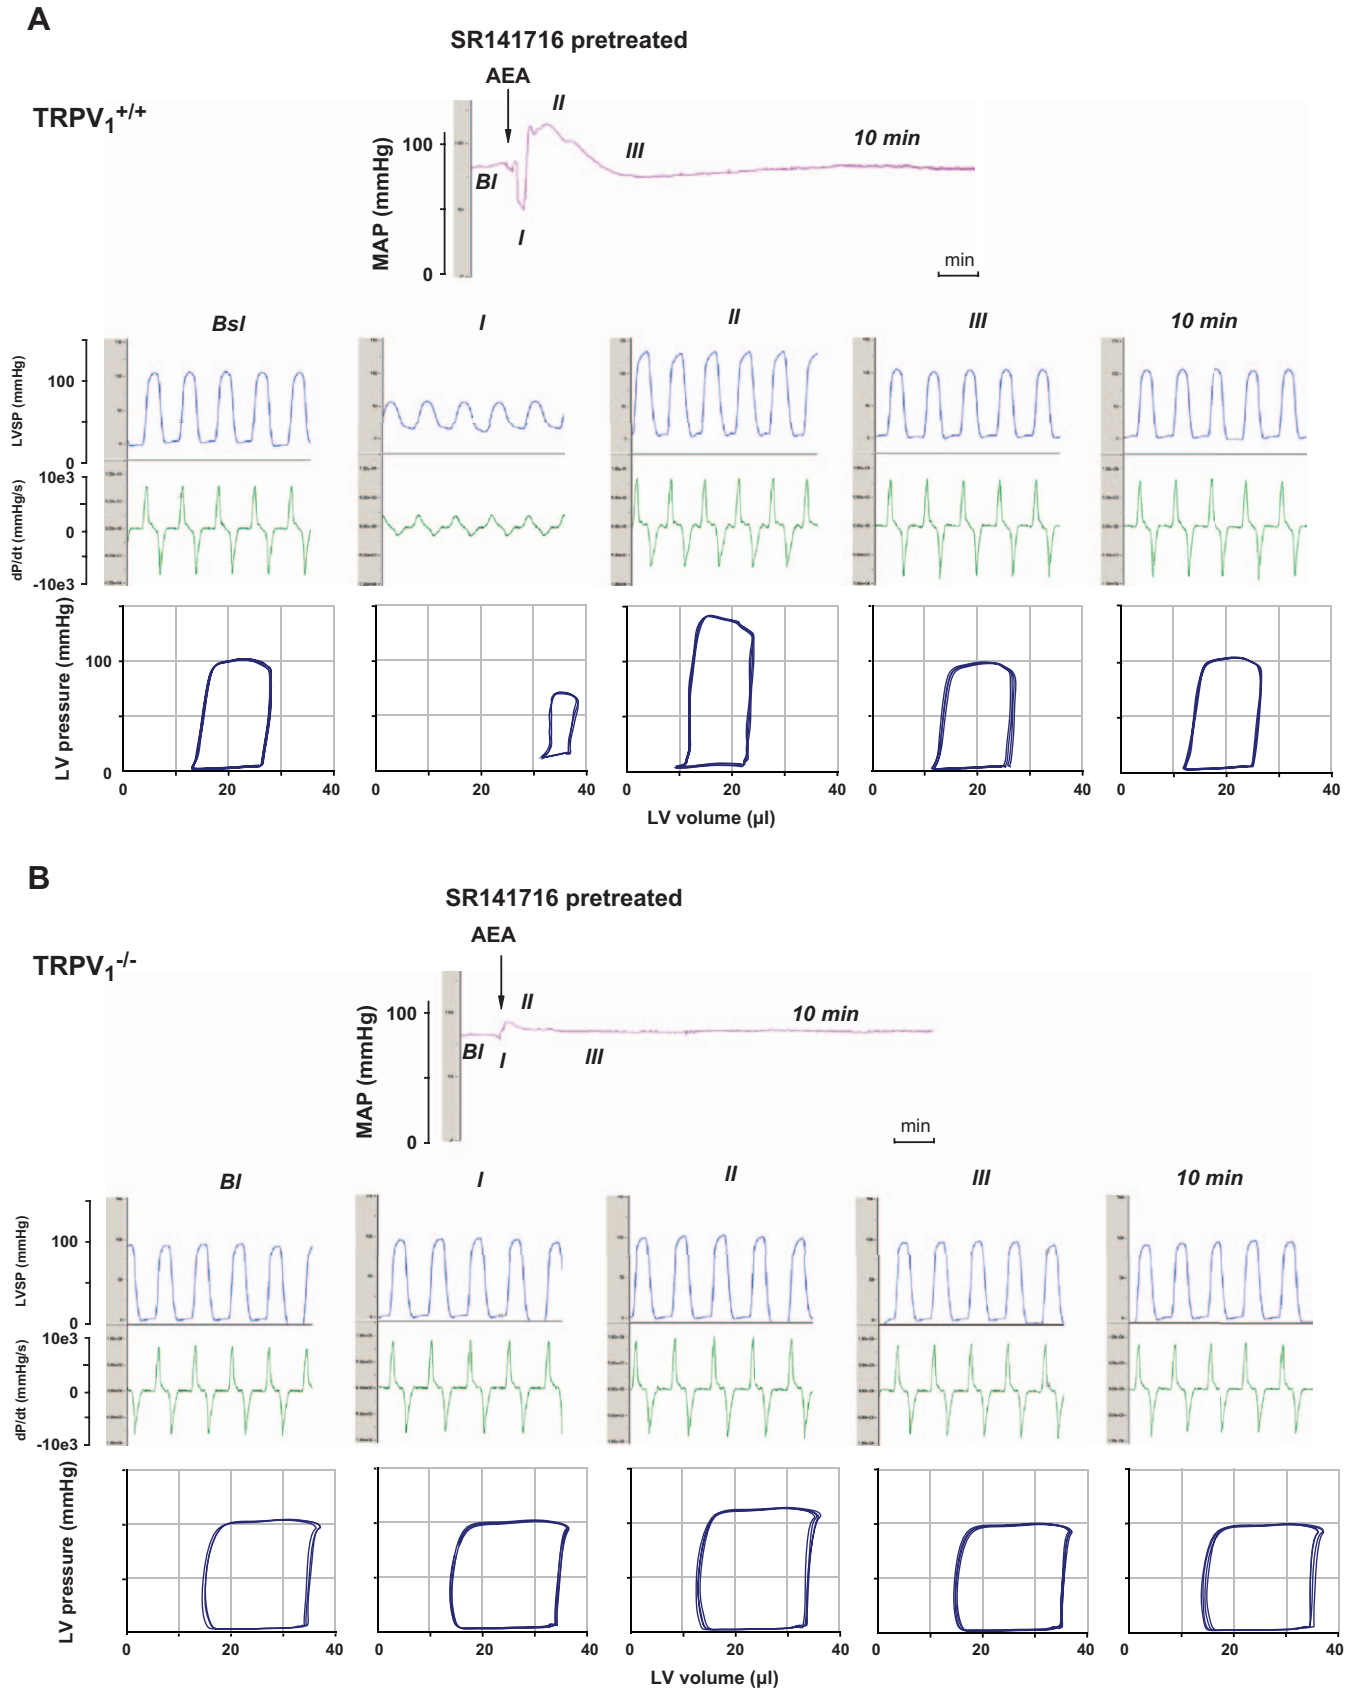 A
SR141716 pretreated
AEA
TRPV1+/+
II
100
III
10 min
BI
MAP (mmHg)
I
0
min
Bsl
I
II
III
10 min
LVSP (mmHg)
100
0
10e3
dP/dt (mmHg/s)
0
-10e3
LV pressure (mmHg)
100
0
0 20 40
0 20 40
0 20 40
0 20 40
0 20 40
LV volume (µl)
B
SR141716 pretreated
AEA
TRPV1-/-
II
100
10 min
BI
I
III
MAP (mmHg)
0
min
BI
I
II
III
10 min
LVSP (mmHg)
100
0
10e3
dP/dt (mmHg/s)
0
-10e3
LV pressure (mmHg)
0 20 40
0 20 40
0 20 40
0 20 40
0 20 40
LV volume (µl)